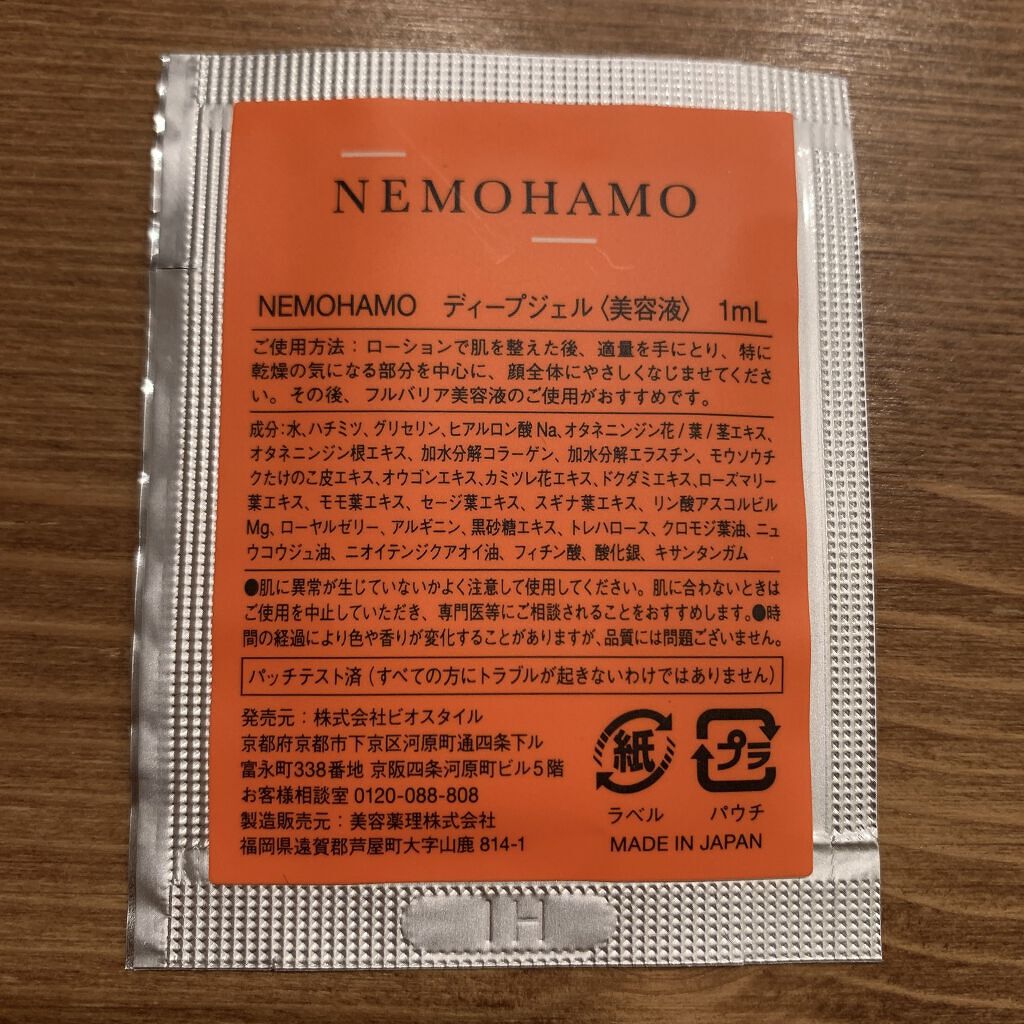 NEMOHAMO
NEMOHAMO ディープジェル〈美容液〉 1mL
ご使用方法：ローションで肌を整えた後、適量を手にとり、特に
乾燥の気になる部分を中心に、顔全体にやさしくなじませてくださ
い。その後、フルバリア美容液のご使用がおすすめです。
成分：水、ハチミツ、グリセリン、ヒアルロン酸Na、オタネニンジン花/葉/茎エキス、
オタネニンジン根エキス、加水分解コラーゲン、加水分解エラスチン、モウソウチ
クたけのこ皮エキス、オウゴンエキス、カミツレ花エキス、ドクダミエキス、ローズマリー
葉エキス、モモ葉エキス、セージ葉エキス、スギナ葉エキス、リン酸アスコルビル
Mg、ローヤルゼリー、アルギニン、黒砂糖エキス、トレハロース、クロモジ葉油、ニュ
ウコウジュ油、ニオイテンジクアオイ油、フィチン酸、酸化銀、キサンタンガム
●肌に異常が生じていないかよく注意して使用してください。肌に合わないときは
ご使用を中止していただき、専門医等にご相談されることをおすすめします。●時
間の経過により色や香りが変化することがありますが、品質には問題ございません。
パッチテスト済（すべての方にトラブルが起きないわけではありません）
発売元：株式会社ビオスタイル
京都府京都市下京区河原町通四条下ル
富永町338番地 京阪四条河原町ビル5階
お客様相談室 0120-088-808
製造販売元：美容薬理株式会社
福岡県遠賀郡芦屋町大字山鹿 814-1
紙 プラ
ラベル パウチ
MADE IN JAPAN
IH